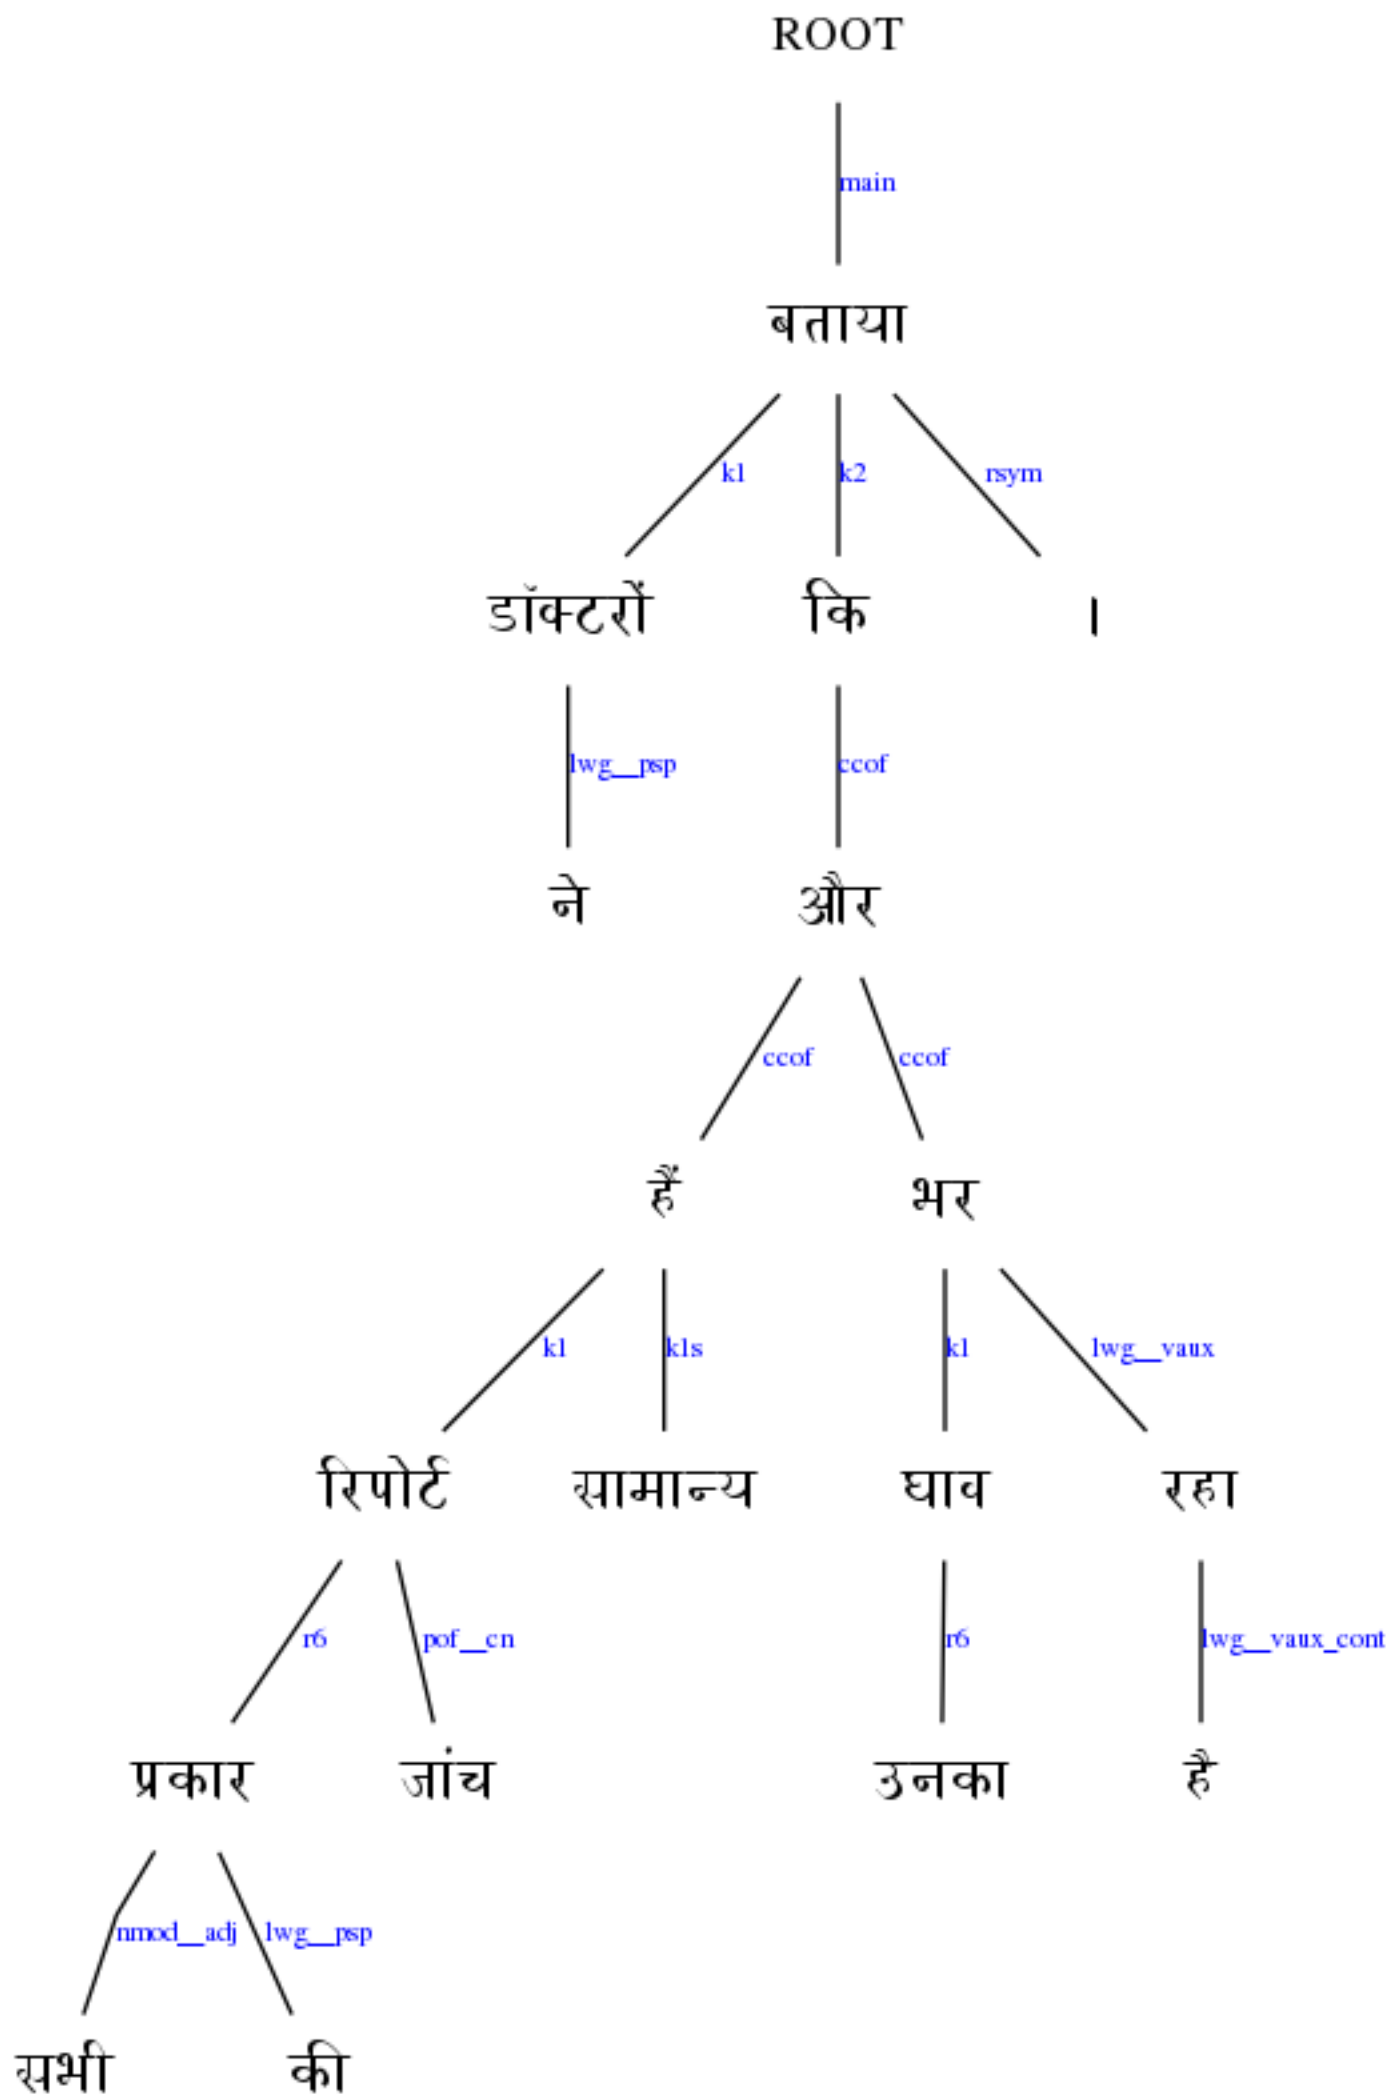 ROOT
main
बताया
k1 k2 rsym
डॉक्टरों कि ।
lwg__psp ccof
ने और
ccof ccof
हैं भर
k1 k1s k1 lwg__vaux
रिपोर्ट सामान्य घाव रहा
r6 pof__cn r6 lwg__vaux_cont
प्रकार जांच उनका है
nmod__adj lwg__psp
सभी की